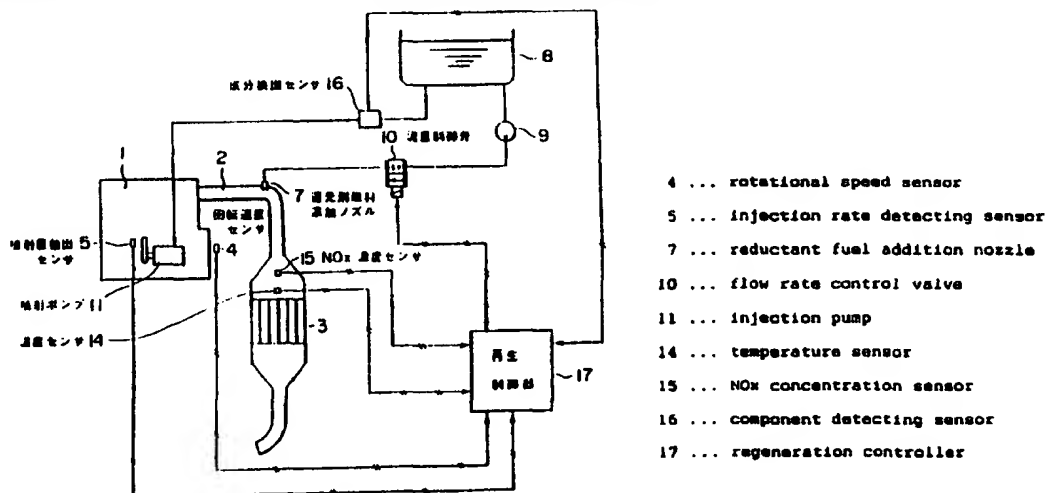 8
成分検出センサ 16
10 流量制御弁
9
1
2
7 還元剤燃料
添加ノズル
回転速度
センサ
噴射量検出
センサ 5
4
15 NOx 濃度センサ
噴射ポンプ 11
温度センサ 14
3
再生
制御器
17
4 ... rotational speed sensor
5 ... injection rate detecting sensor
7 ... reductant fuel addition nozzle
10 ... flow rate control valve
11 ... injection pump
14 ... temperature sensor
15 ... NOx concentration sensor
16 ... component detecting sensor
17 ... regeneration controller